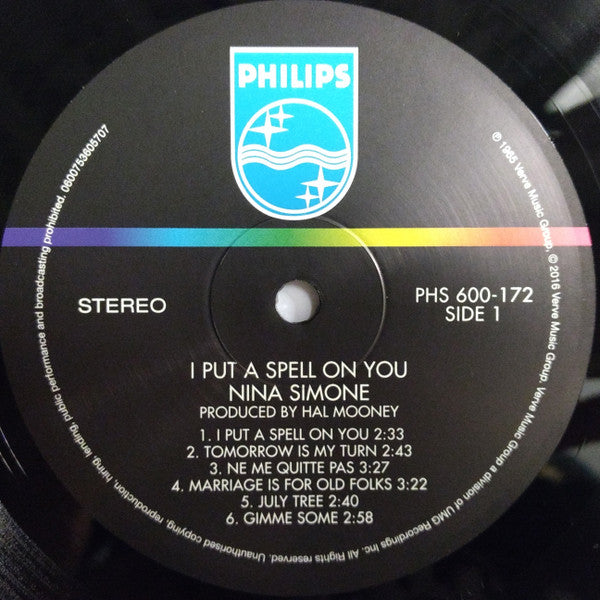 PHILIPS
STEREO
PHS 600-172
SIDE 1
I PUT A SPELL ON YOU
NINA SIMONE
PRODUCED BY HAL MOONEY
1. I PUT A SPELL ON YOU 2:33
2. TOMORROW IS MY TURN 2:43
3. NE ME QUITTE PAS 3:27
4. MARRIAGE IS FOR OLD FOLKS 3:22
5. JULY TREE 2:40
6. GIMME SOME 2:58
℗ 1965 Verve Music Group, © 2016 Verve Music Group. Verve Music Group a division of UMG Recordings Inc. All Rights reserved. Unauthorised copying, reproduction, hiring, lending, public performance and broadcasting prohibited. 0600753605707